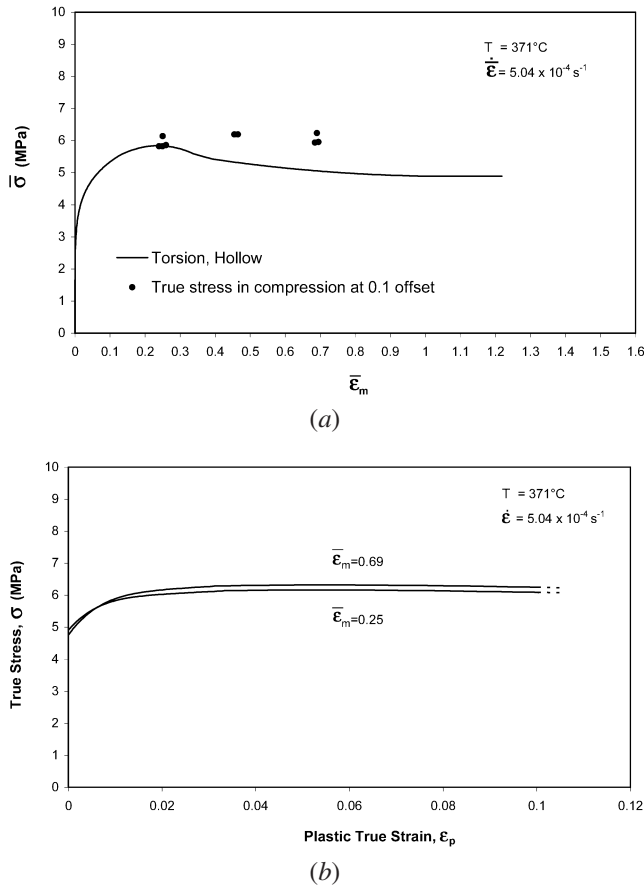 10
9
8
7
6
5
4
3
2
1
0
σ̅ (MPa)
T = 371°C
ε̅̇ = 5.04 x 10⁻⁴ s⁻¹
Torsion, Hollow
True stress in compression at 0.1 offset
0 0.1 0.2 0.3 0.4 0.5 0.6 0.7 0.8 0.9 1 1.1 1.2 1.3 1.4 1.5 1.6
ε̅m
(a)
10
9
8
7
6
5
4
3
2
1
0
True Stress, σ (MPa)
T = 371°C
ε̇ = 5.04 x 10⁻⁴ s⁻¹
ε̅m=0.69
ε̅m=0.25
0 0.02 0.04 0.06 0.08 0.1 0.12
Plastic True Strain, εp
(b)